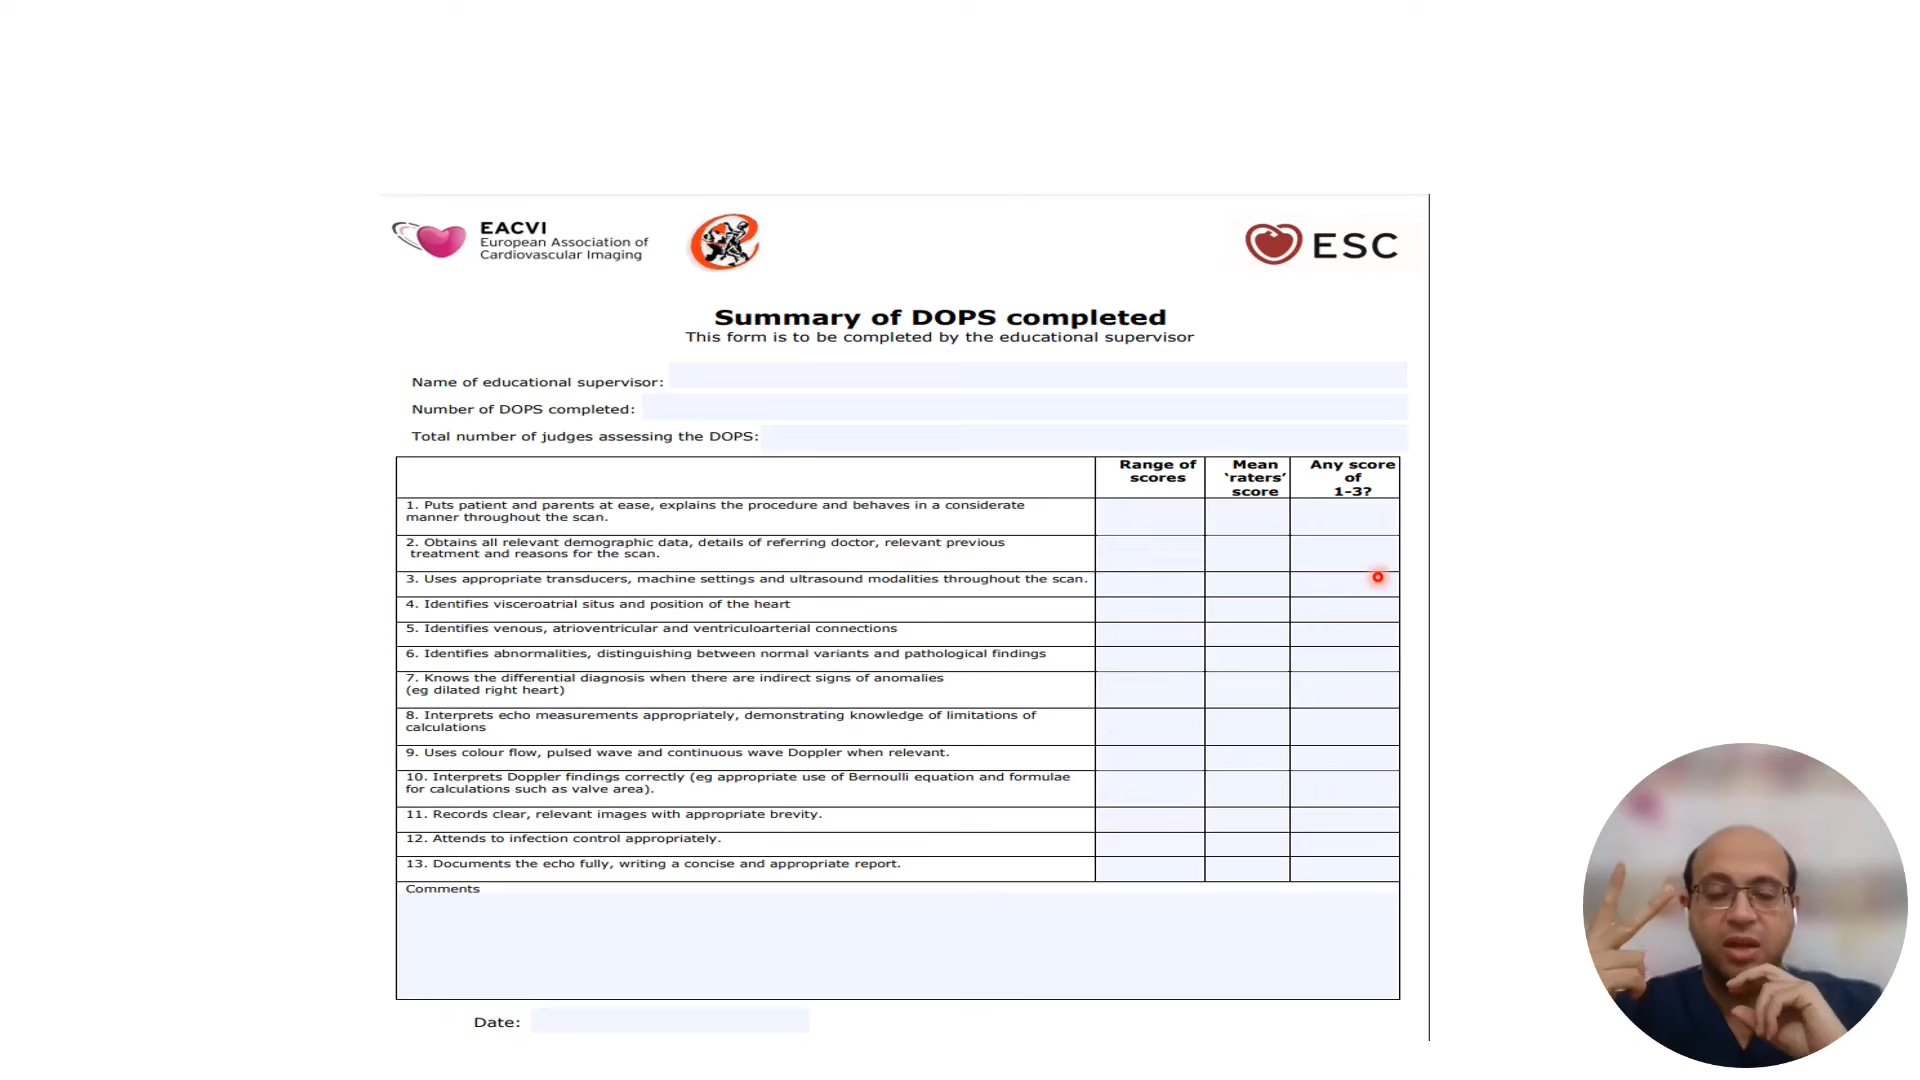 EACVI
European Association of
Cardiovascular Imaging
ESC
Summary of DOPS completed
This form is to be completed by the educational supervisor
Name of educational supervisor:
Number of DOPS completed:
Total number of judges assessing the DOPS:
Range of
scores
Mean
‘raters’
score
Any score
of
1-3?
1. Puts patient and parents at ease, explains the procedure and behaves in a considerate
manner throughout the scan.
2. Obtains all relevant demographic data, details of referring doctor, relevant previous
treatment and reasons for the scan.
3. Uses appropriate transducers, machine settings and ultrasound modalities throughout the scan.
4. Identifies visceroatrial situs and position of the heart
5. Identifies venous, atrioventricular and ventriculoarterial connections
6. Identifies abnormalities, distinguishing between normal variants and pathological findings
7. Knows the differential diagnosis when there are indirect signs of anomalies
(eg dilated right heart)
8. Interprets echo measurements appropriately, demonstrating knowledge of limitations of
calculations
9. Uses colour flow, pulsed wave and continuous wave Doppler when relevant.
10. Interprets Doppler findings correctly (eg appropriate use of Bernoulli equation and formulae
for calculations such as valve area).
11. Records clear, relevant images with appropriate brevity.
12. Attends to infection control appropriately.
13. Documents the echo fully, writing a concise and appropriate report.
Comments
Date: